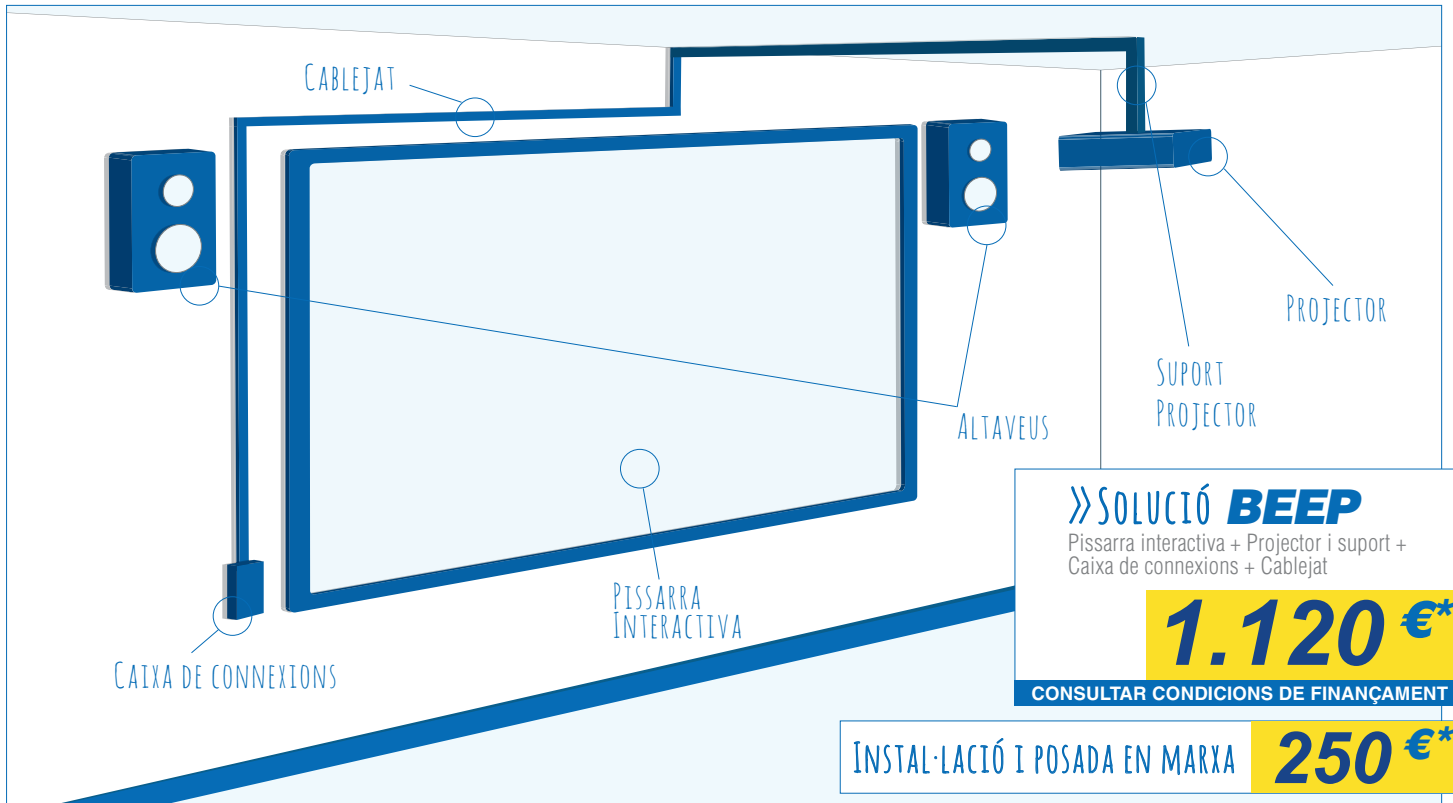 CABLEJAT
PROJECTOR
SUPORT
PROJECTOR
ALTAVEUS
PISSARRA
INTERACTIVA
CAIXA DE CONNEXIONS
»SOLUCIÓ BEEP
Pissarra interactiva + Projector i suport +
Caixa de connexions + Cablejat
1.120 €*
CONSULTAR CONDICIONS DE FINANÇAMENT
INSTAL·LACIÓ I POSADA EN MARXA 250 €*